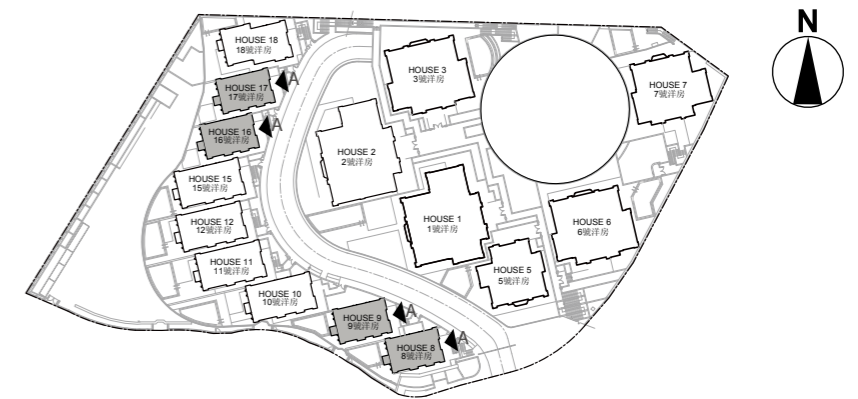 N
HOUSE 18
18號洋房
HOUSE 17
17號洋房
A
HOUSE 16
16號洋房
A
HOUSE 15
15號洋房
HOUSE 12
12號洋房
HOUSE 11
11號洋房
HOUSE 10
10號洋房
HOUSE 9
9號洋房
A
HOUSE 8
8號洋房
A
HOUSE 3
3號洋房
HOUSE 2
2號洋房
HOUSE 1
1號洋房
HOUSE 5
5號洋房
HOUSE 6
6號洋房
HOUSE 7
7號洋房